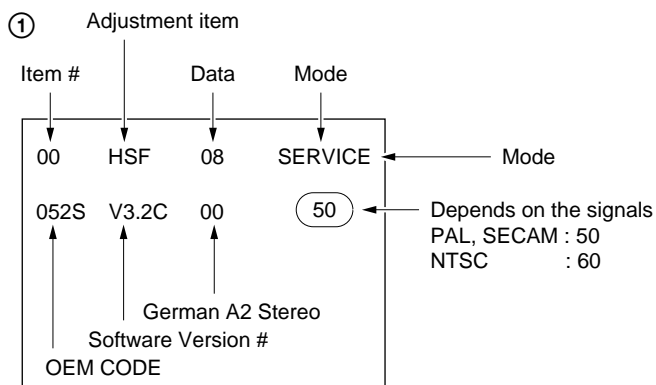 ① Adjustment item
Item # Data Mode
00 HSF 08 SERVICE Mode
052S V3.2C 00 50 Depends on the signals
PAL, SECAM : 50
NTSC : 60
German A2 Stereo
Software Version #
OEM CODE